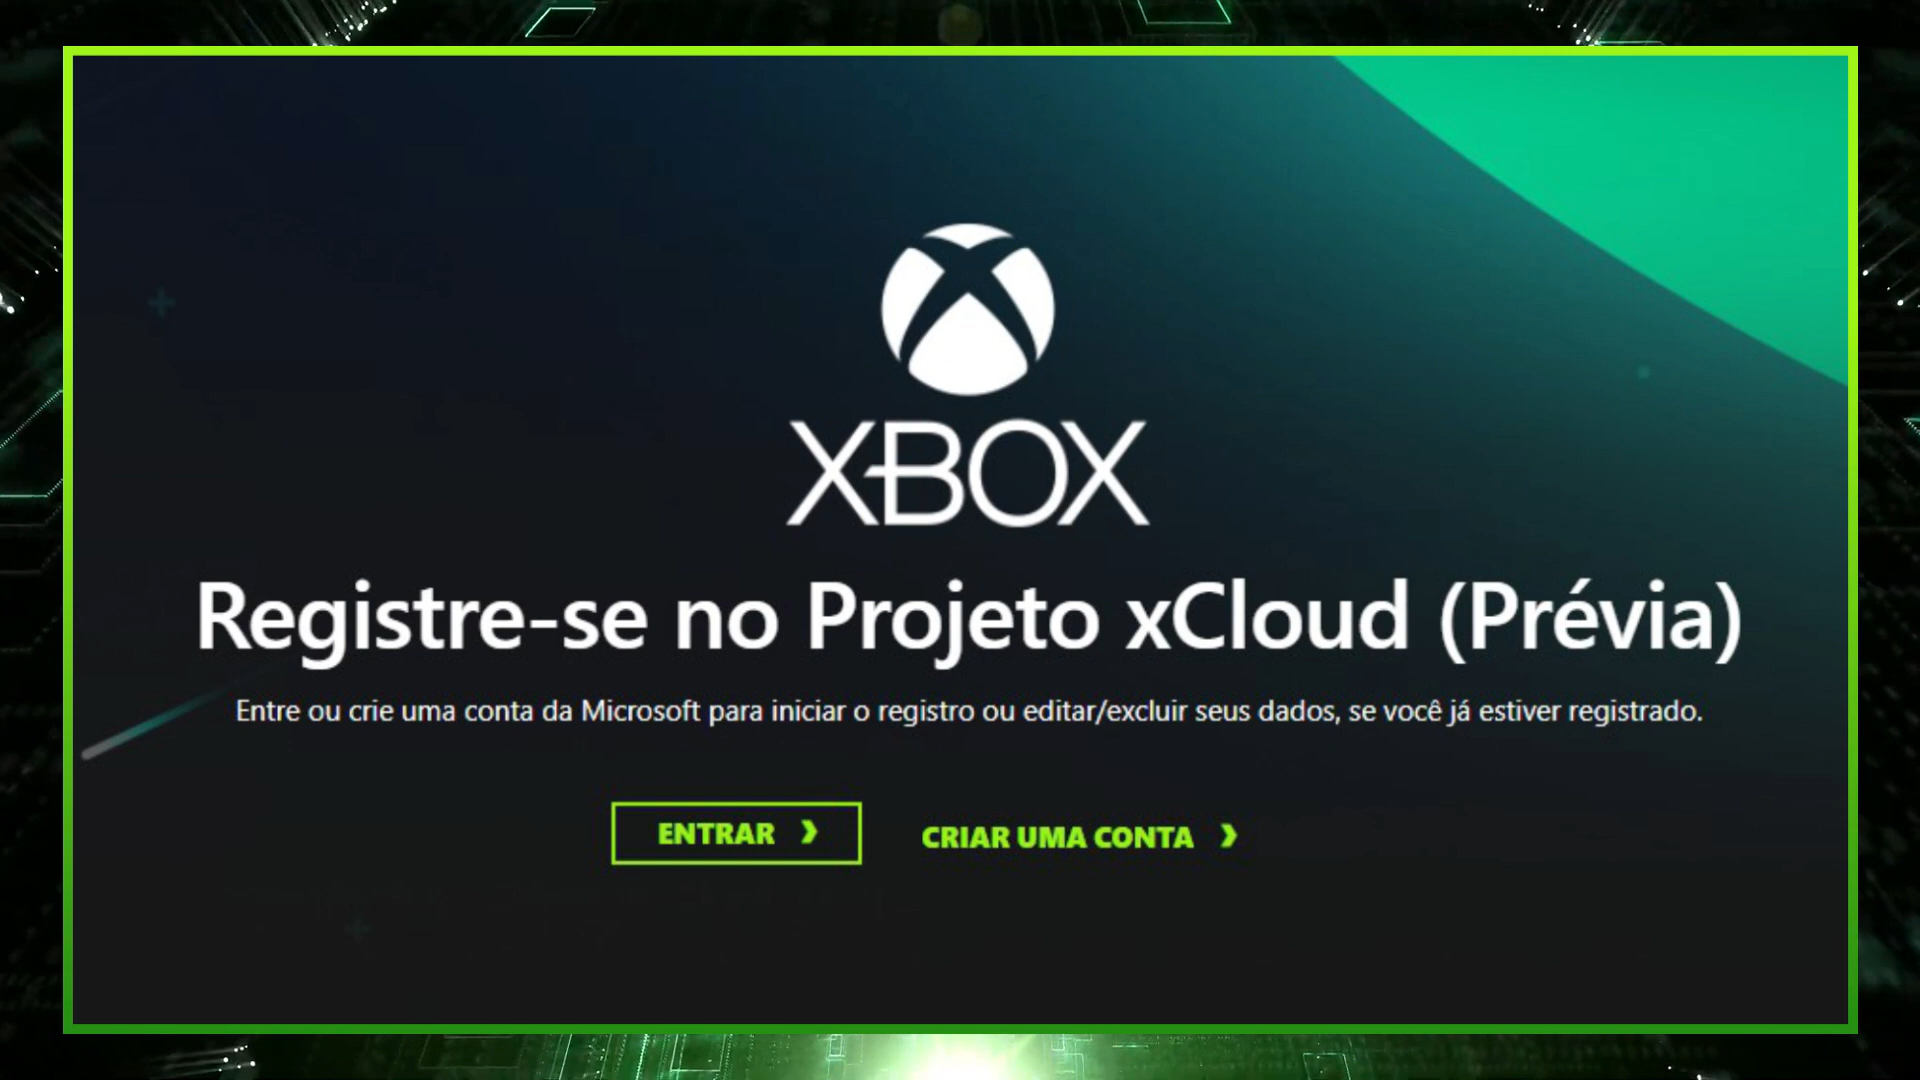 XBOX
Registre-se no Projeto xCloud (Prévia)
Entre ou crie uma conta da Microsoft para iniciar o registro ou editar/excluir seus dados, se você já estiver registrado.
ENTRAR ❯
CRIAR UMA CONTA ❯